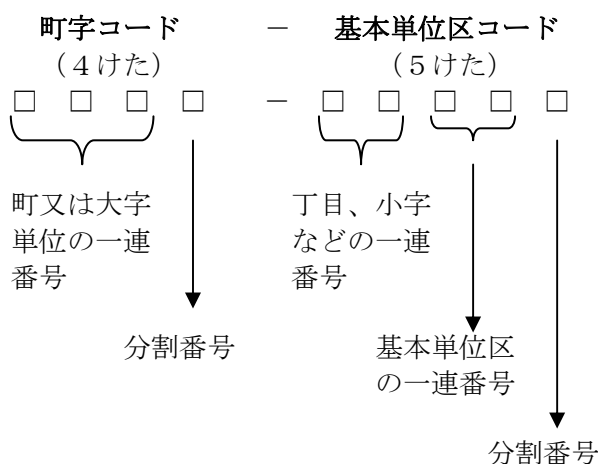 町字コード － 基本単位区コード
（４けた） （５けた）
□ □ □ □ － □ □ □ □ □
町又は大字
単位の一連
番号
丁目、小字
などの一連
番号
分割番号
基本単位区
の一連番号
分割番号